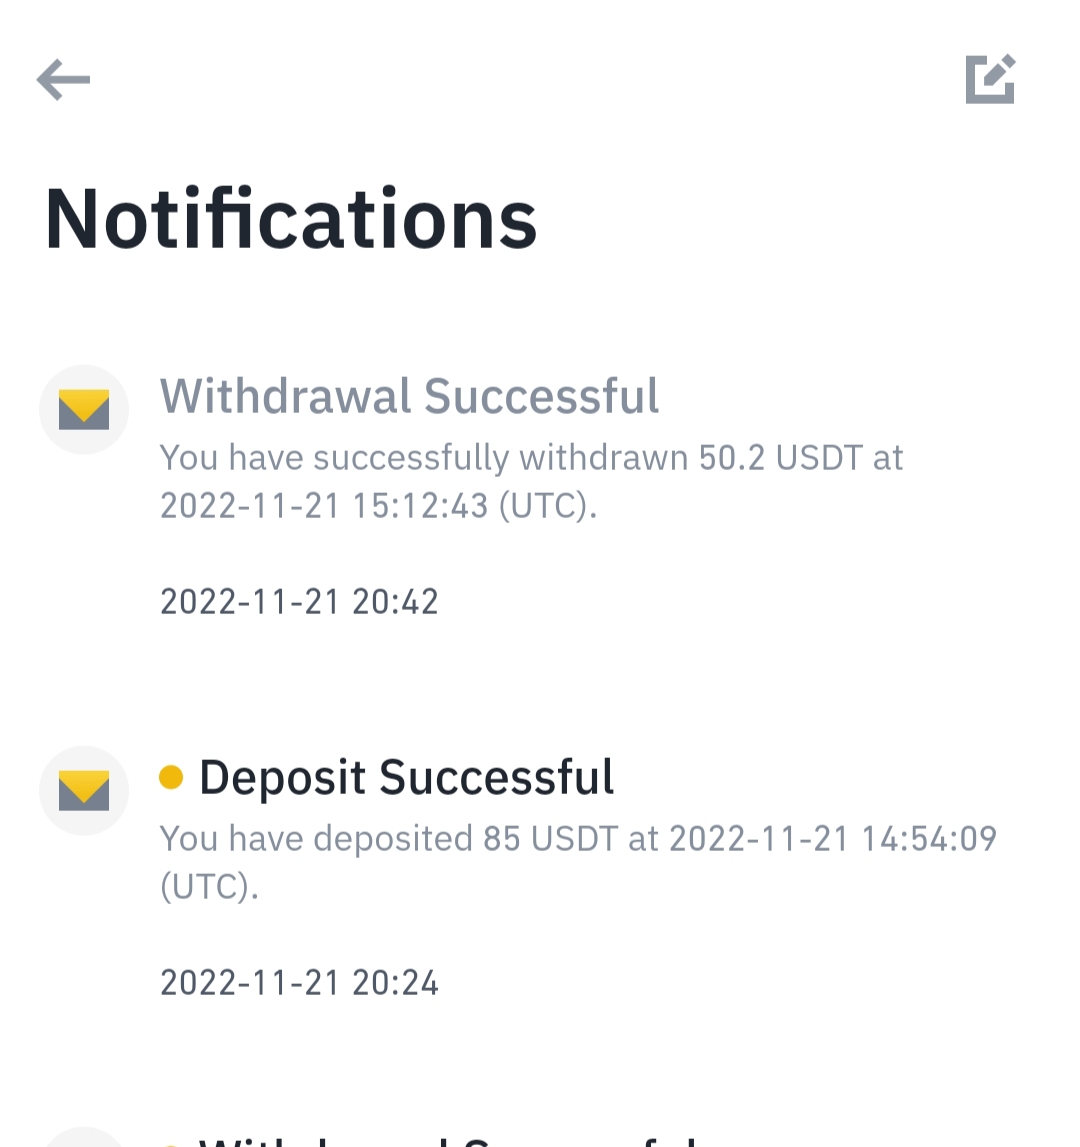 Notifications
Withdrawal Successful
You have successfully withdrawn 50.2 USDT at
2022-11-21 15:12:43 (UTC).
2022-11-21 20:42
Deposit Successful
You have deposited 85 USDT at 2022-11-21 14:54:09
(UTC).
2022-11-21 20:24